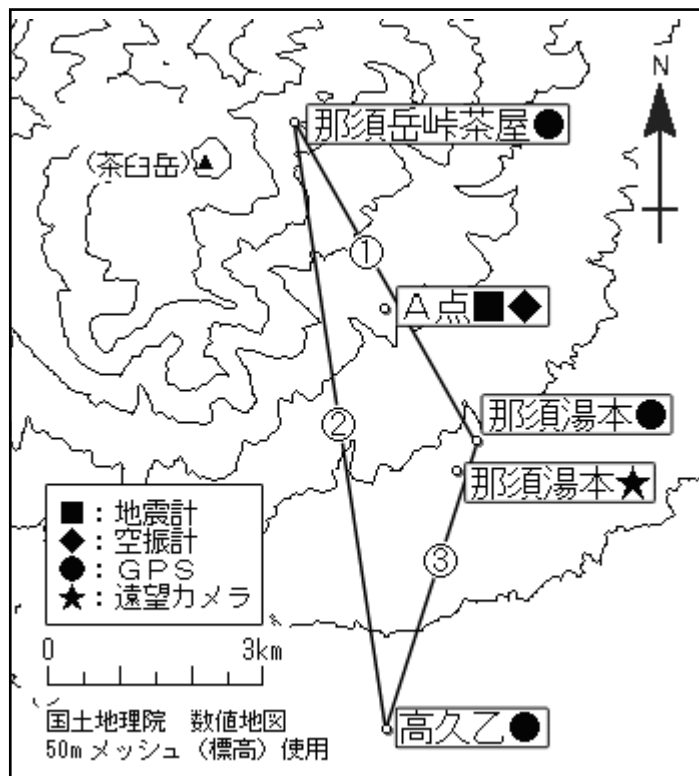 N
那須岳峠茶屋●
(茶臼岳)▲
①
A点■◆
②
那須湯本●
那須湯本★
③
■:地震計
◆:空振計
●:GPS
★:遠望カメラ
0 3km
国土地理院 数値地図
50mメッシュ(標高)使用
高久乙●